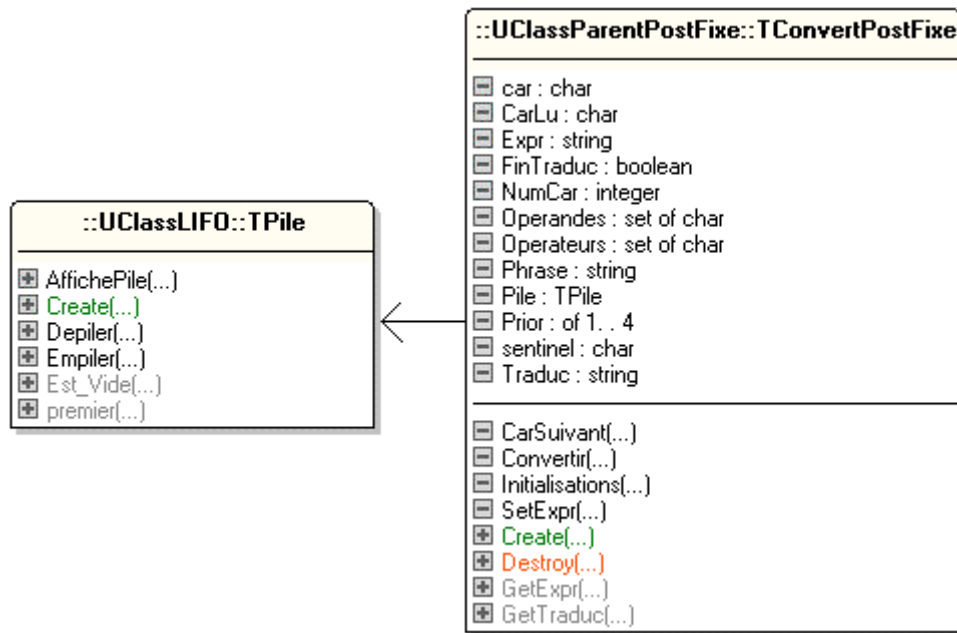 ::UClassLIFO::TPile
AffichePile(...)
Create(...)
Depiler(...)
Empiler(...)
Est_Vide(...)
premier(...)
::UClassParentPostFixe::TConvertPostFixe
car : char
CarLu : char
Expr : string
FinTraduc : boolean
NumCar : integer
Operandes : set of char
Operateurs : set of char
Phrase : string
Pile : TPile
Prior : of 1. . 4
sentinel : char
Traduc : string
CarSuivant(...)
Convertir(...)
Initialisations(...)
SetExpr(...)
Create(...)
Destroy(...)
GetExpr(...)
GetTraduc(...)